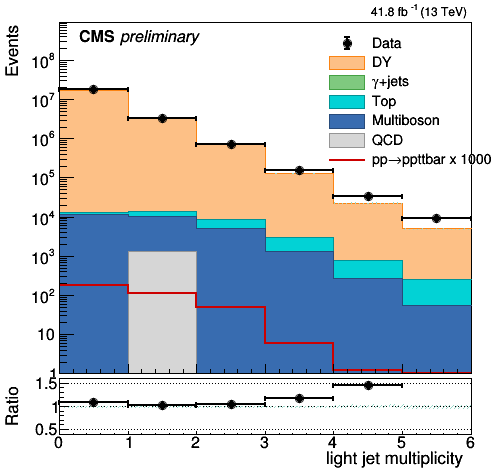 41.8 fb⁻¹ (13 TeV)
CMS preliminary
Events
Data
DY
γ+jets
Top
Multiboson
QCD
pp→ppttbar x 1000
10⁸
10⁷
10⁶
10⁵
10⁴
10³
10²
10
1
Ratio
1.5
1
0.5
0 1 2 3 4 5 6
light jet multiplicity